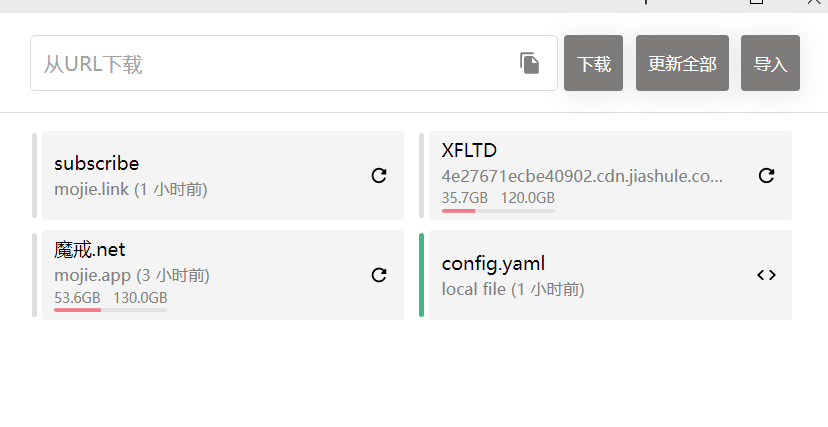 从URL下载
下载
更新全部
导入
subscribe
mojie.link (1 小时前)
XFLTD
4e27671ecbe40902.cdn.jiashule.co...
35.7GB 120.0GB
魔戒.net
mojie.app (3 小时前)
53.6GB 130.0GB
config.yaml
local file (1 小时前)